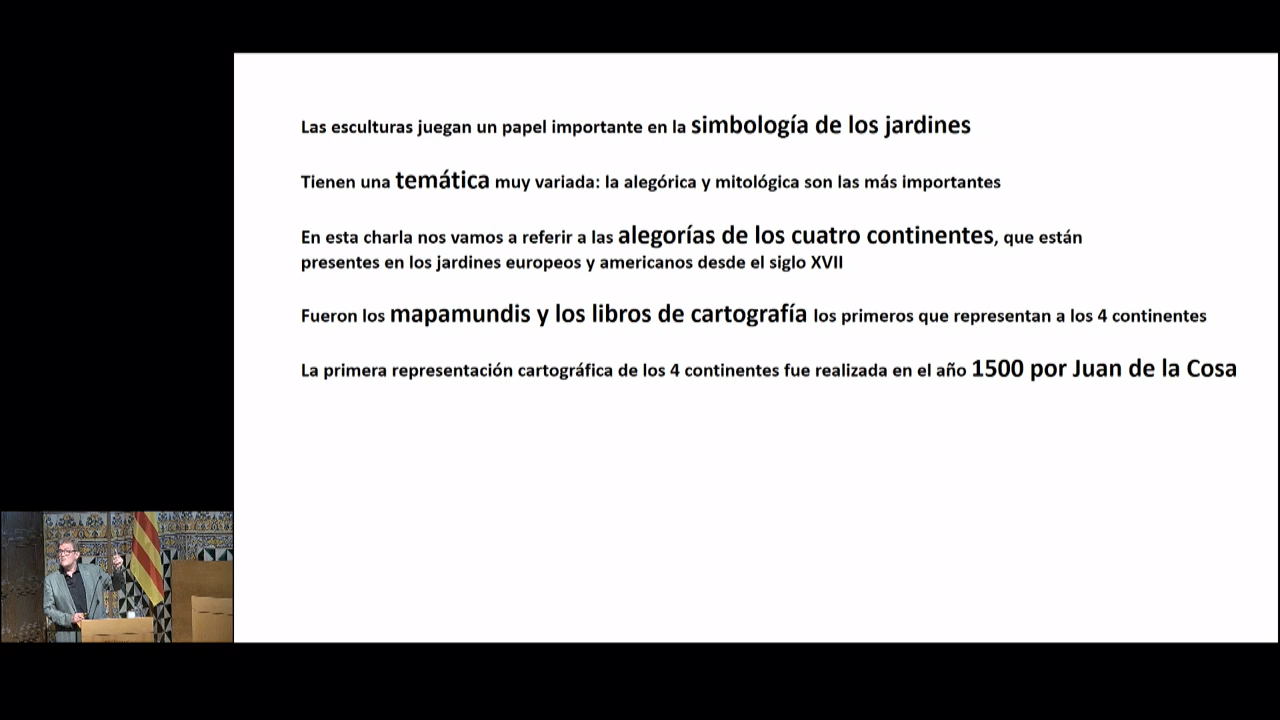 Las esculturas juegan un papel importante en la simbología de los jardines
Tienen una temática muy variada: la alegórica y mitológica son las más importantes
En esta charla nos vamos a referir a las alegorías de los cuatro continentes, que están
presentes en los jardines europeos y americanos desde el siglo XVII
Fueron los mapamundis y los libros de cartografía los primeros que representan a los 4 continentes
La primera representación cartográfica de los 4 continentes fue realizada en el año 1500 por Juan de la Cosa